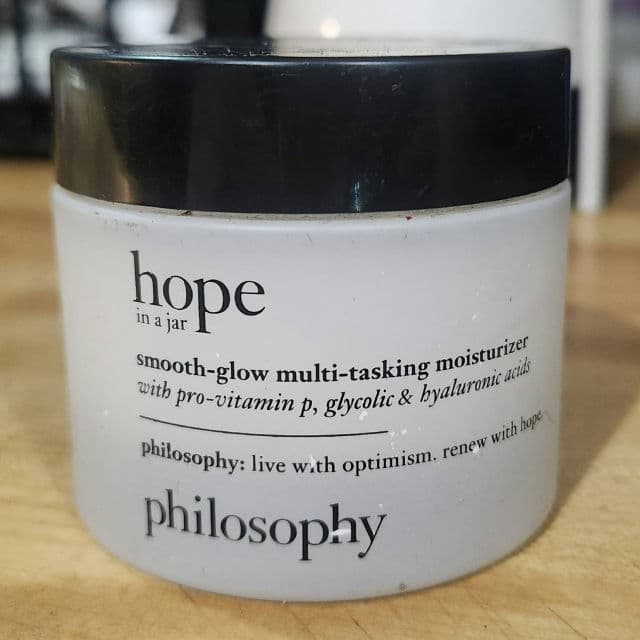 hope
in a jar
smooth-glow multi-tasking moisturizer
with pro-vitamin p, glycolic & hyaluronic acids
philosophy: live with optimism. renew with hope.
philosophy